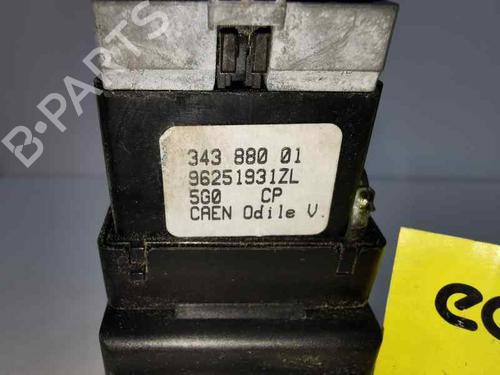 B-PARTS
343 880 01
96251931ZL
5G0 CP
CAEN Odile V.